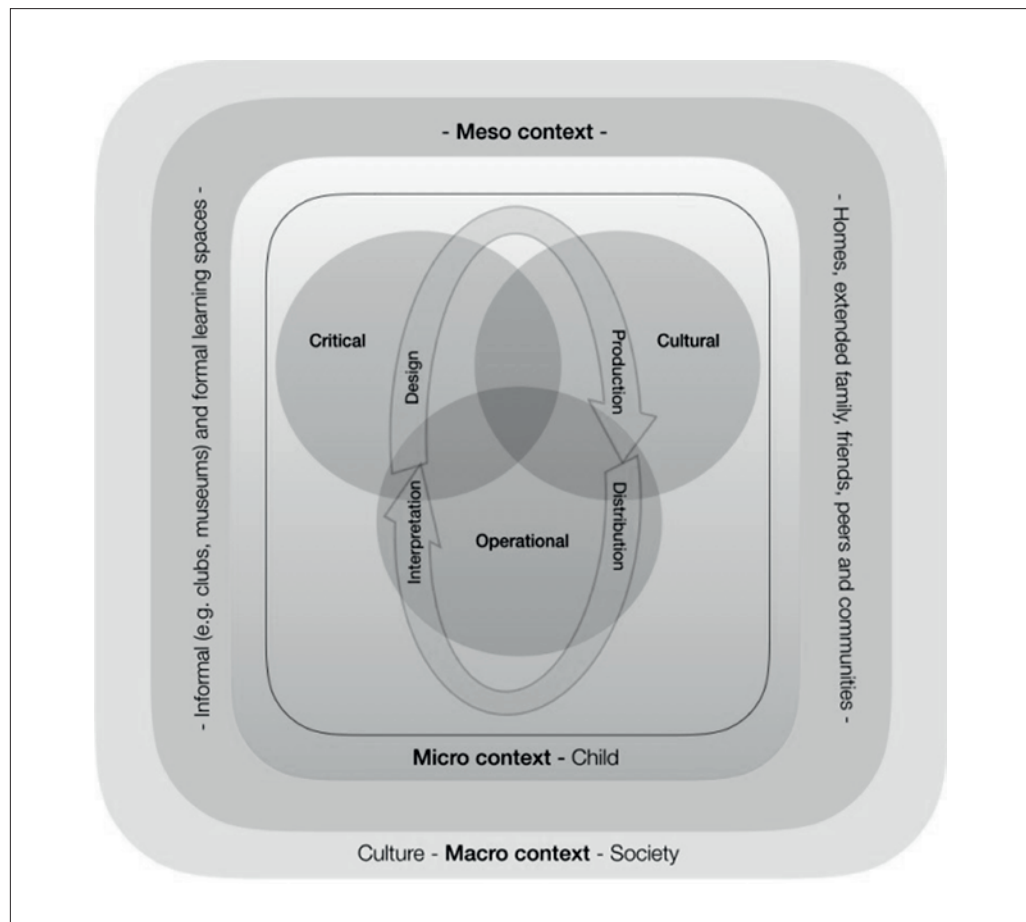 - Meso context -
- Informal (e.g. clubs, museums) and formal learning spaces -
- Homes, extended family, friends, peers and communities -
Critical
Cultural
Design
Production
Interpretation
Distribution
Operational
Micro context - Child
Culture - Macro context - Society